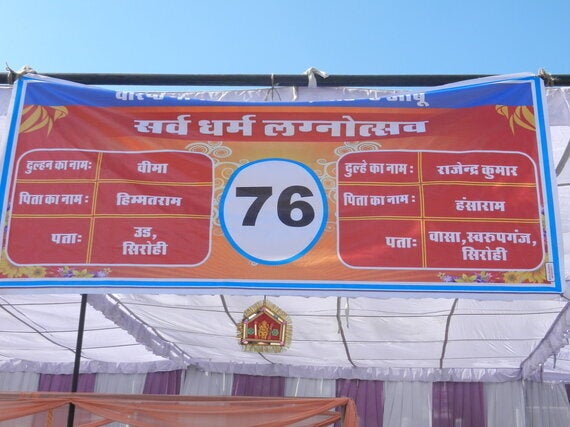 सर्व धर्म लग्नोत्सव
दुल्हन का नाम: वीमा
पिता का नाम: हिम्मतराम
पता: उड,
सिरोही
76
दुल्हे का नाम: राजेन्द्र कुमार
पिता का नाम: हंसाराम
पता: वासा,स्वरुपगंज,
सिरोही